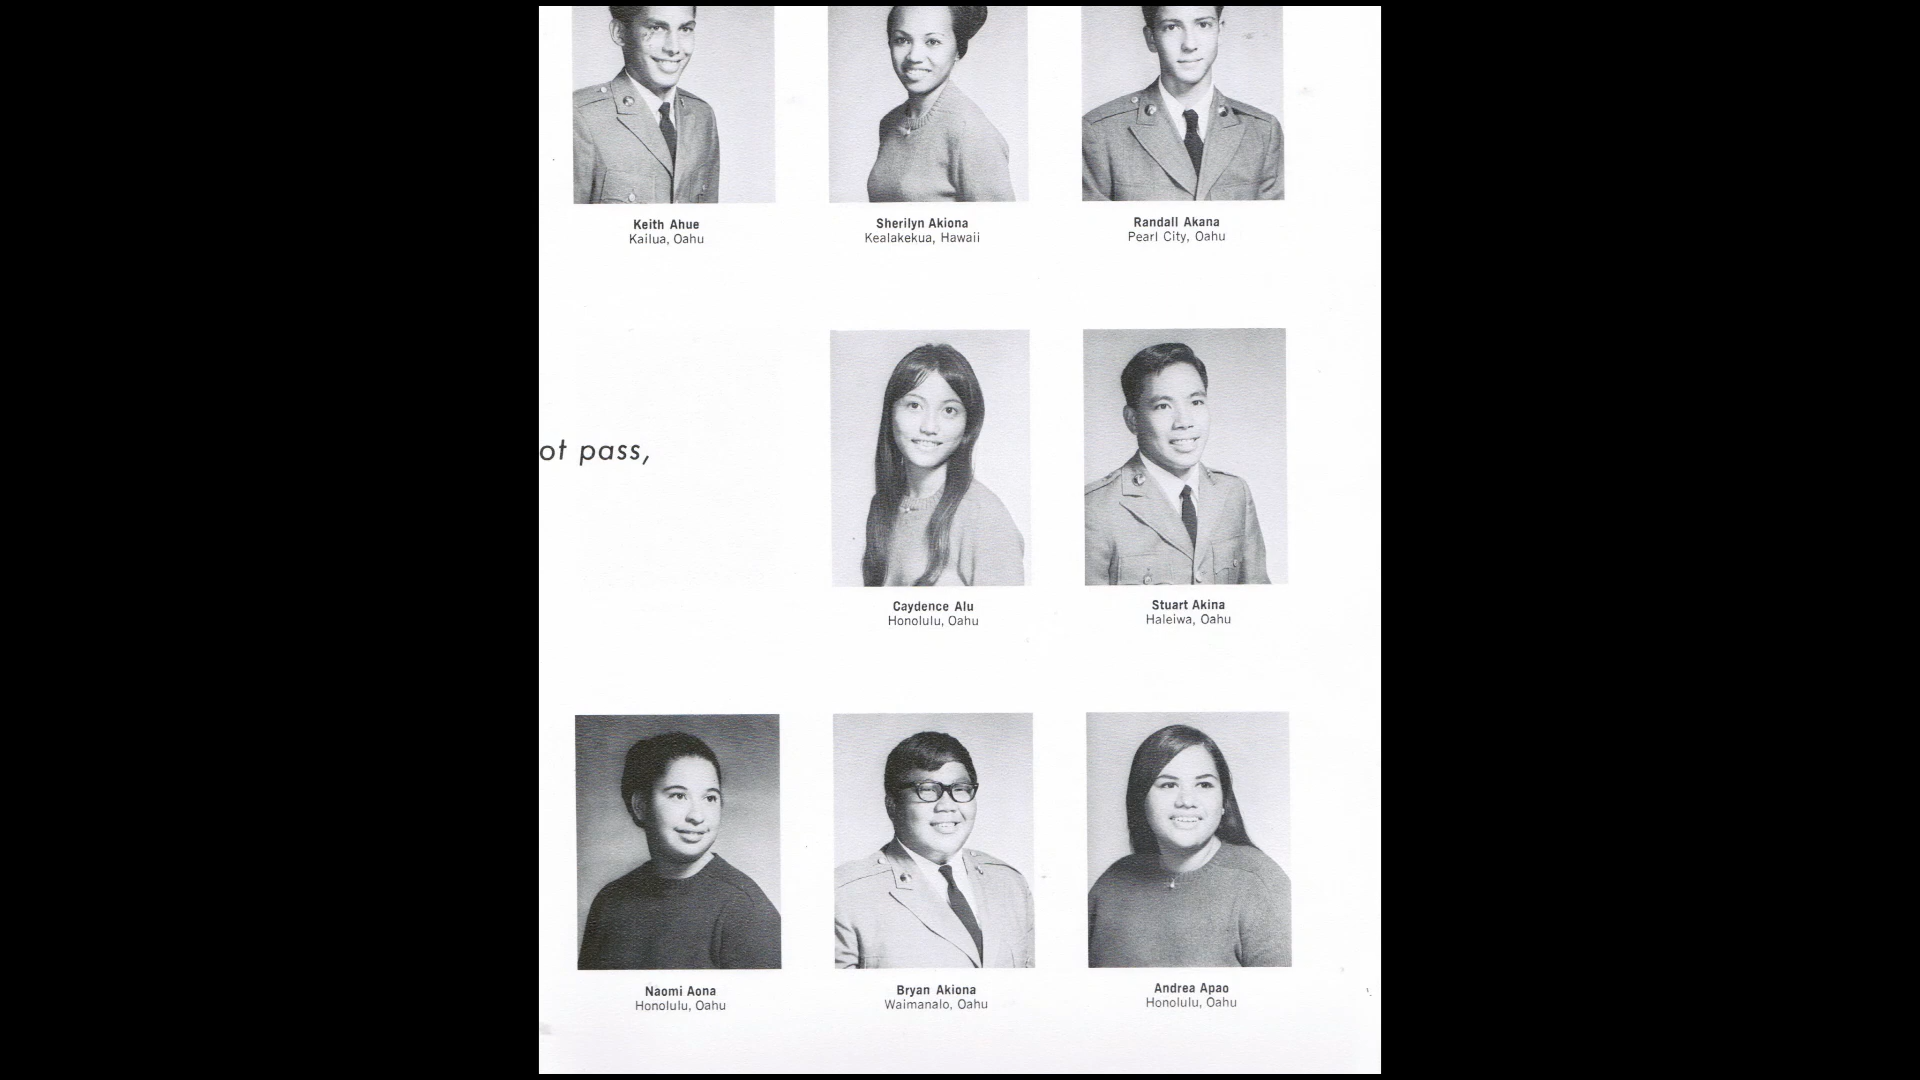 Keith Ahue
Kailua, Oahu
Sherilyn Akiona
Kealakekua, Hawaii
Randall Akana
Pearl City, Oahu
ot pass,
Caydence Alu
Honolulu, Oahu
Stuart Akina
Haleiwa, Oahu
Naomi Aona
Honolulu, Oahu
Bryan Akiona
Waimanalo, Oahu
Andrea Apao
Honolulu, Oahu